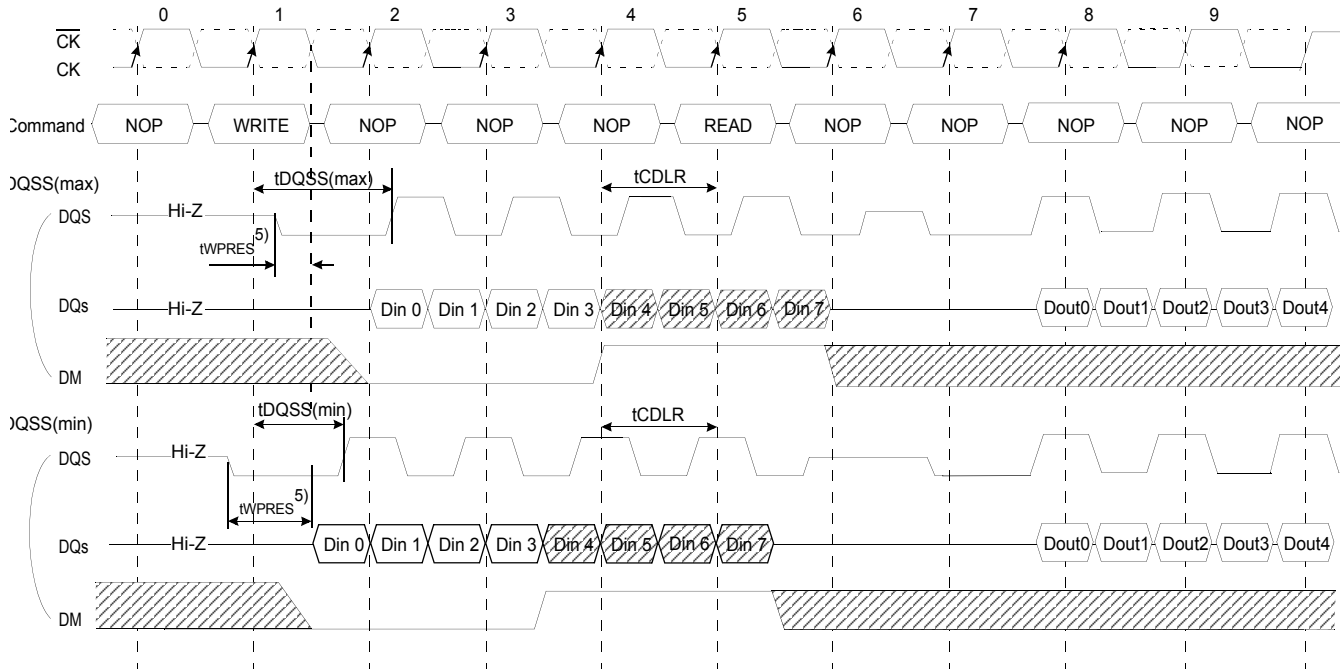 0 1 2 3 4 5 6 7 8 9
CK
CK
Command NOP WRITE NOP NOP NOP READ NOP NOP NOP NOP NOP
DQSS(max) tDQSS(max) tCDLR
DQS Hi-Z
tWPRES 5)
DQs Hi-Z Din 0 Din 1 Din 2 Din 3 Din 4 Din 5 Din 6 Din 7 Dout0 Dout1 Dout2 Dout3 Dout4
DM
DQSS(min) tDQSS(min) tCDLR
DQS Hi-Z
tWPRES 5)
DQs Hi-Z Din 0 Din 1 Din 2 Din 3 Din 4 Din 5 Din 6 Din 7 Dout0 Dout1 Dout2 Dout3 Dout4
DM